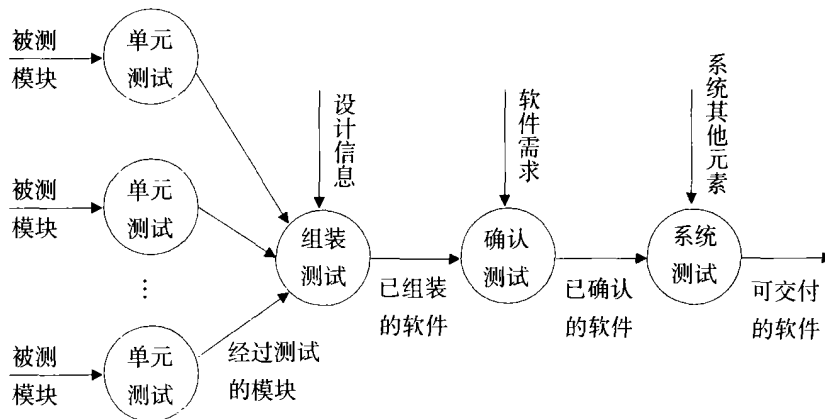 被测
模块
单元
测试
被测
模块
单元
测试
⋮
被测
模块
单元
测试
经过测试
的模块
设计信息
组装
测试
已组装
的软件
软件需求
确认
测试
已确认
的软件
系统其他元素
系统
测试
可交付
的软件